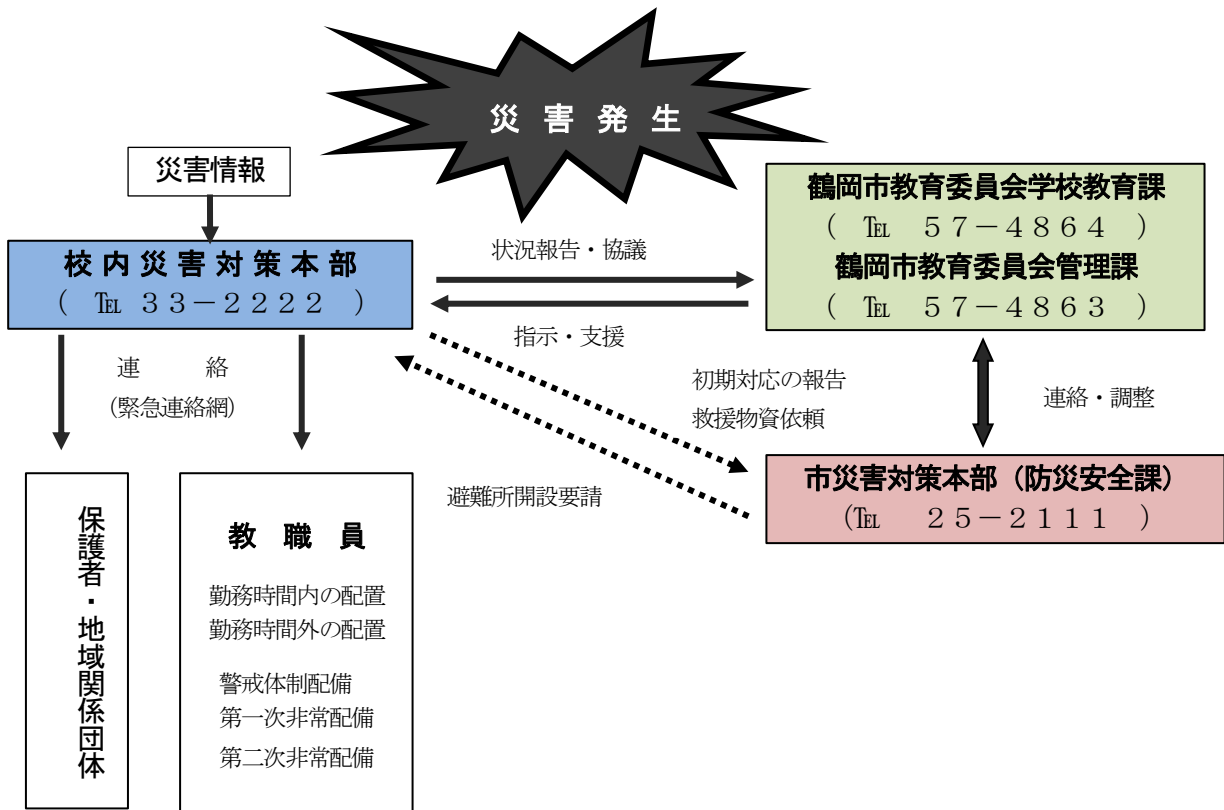 災 害 発 生
災害情報
校 内 災 害 対 策 本 部
( ℡ ３３－２２２２ )
鶴岡市教育委員会学校教育課
( ℡ ５７－４８６４ )
鶴岡市教育委員会管理課
( ℡ ５７－４８６３ )
状況報告・協議
指示・支援
連 絡
(緊急連絡網)
初期対応の報告
救援物資依頼
連絡・調整
避難所開設要請
市災害対策本部（防災安全課）
(℡ ２５－２１１１ )
保護者・地域関係団体
教 職 員
勤務時間内の配置
勤務時間外の配置
警戒体制配備
第一次非常配備
第二次非常配備